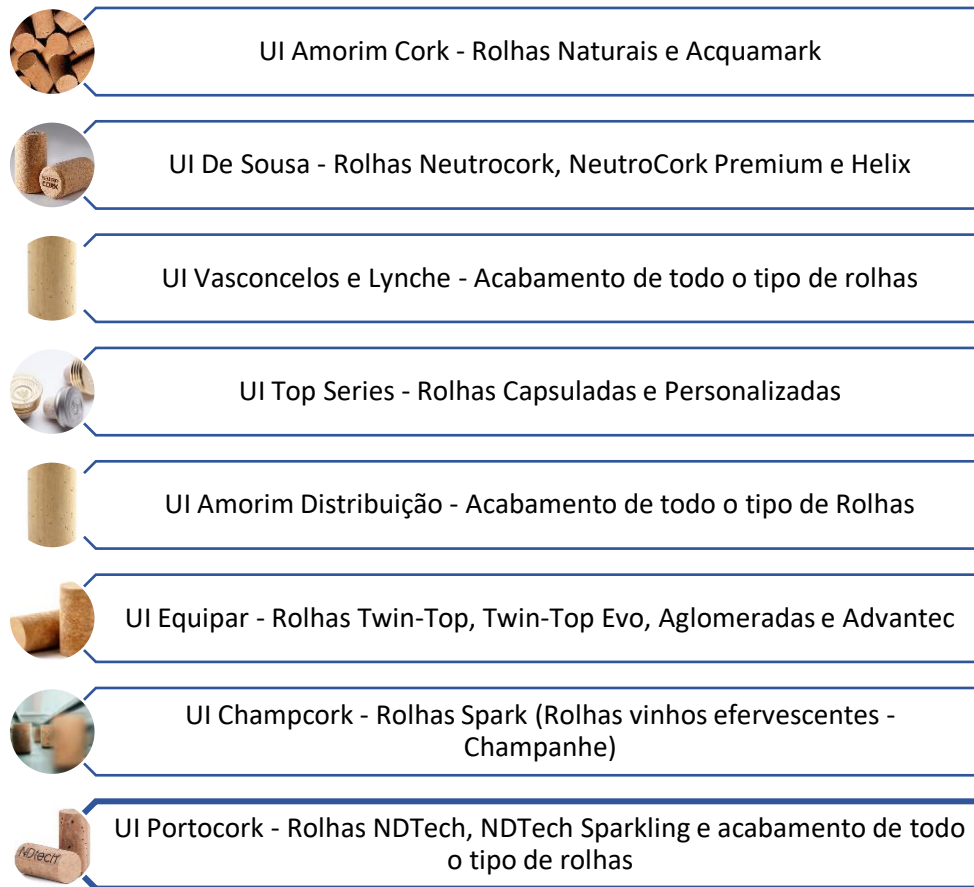 UI Amorim Cork - Rolhas Naturais e Acquamark
UI De Sousa - Rolhas Neutrocork, NeutroCork Premium e Helix
NEUTRO
CORK
UI Vasconcelos e Lynche - Acabamento de todo o tipo de rolhas
UI Top Series - Rolhas Capsuladas e Personalizadas
UI Amorim Distribuição - Acabamento de todo o tipo de Rolhas
UI Equipar - Rolhas Twin-Top, Twin-Top Evo, Aglomeradas e Advantec
UI Champcork - Rolhas Spark (Rolhas vinhos efervescentes -
Champanhe)
UI Portocork - Rolhas NDTech, NDTech Sparkling e acabamento de todo
o tipo de rolhas
NDtech